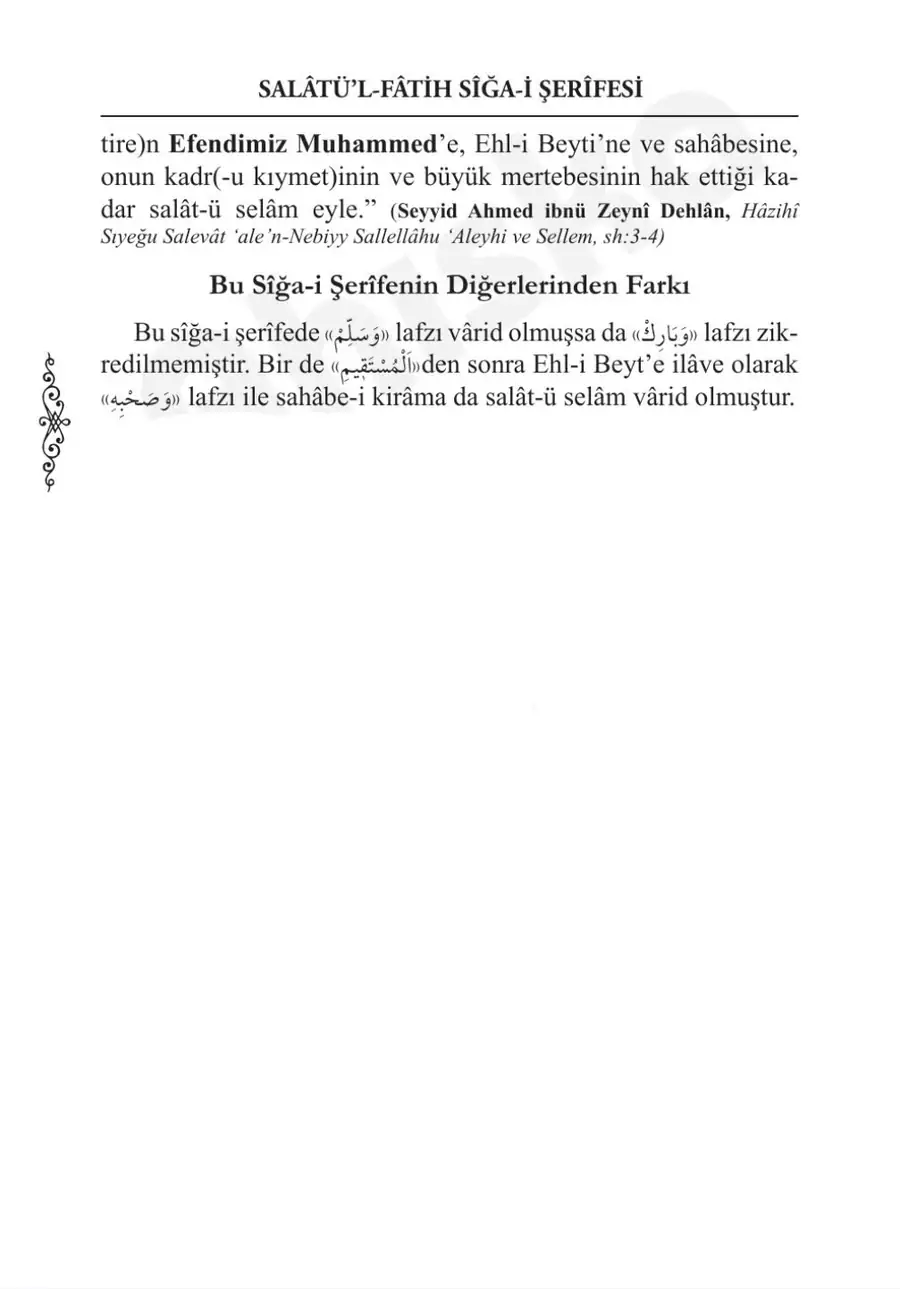 SALÂTÜ’L-FÂTİH SÎĞA-İ ŞERÎFESİ
tire)n Efendimiz Muhammed’e, Ehl-i Beyti’ne ve sahâbesine,
onun kadr(-u kıymet)inin ve büyük mertebesinin hak ettiği ka-
dar salât-ü selâm eyle.” (Seyyid Ahmed ibnü Zeynî Dehlân, Hâzihî
Sıyeğu Salevât ‘ale’n-Nebiyy Sallellâhu ‘Aleyhi ve Sellem, sh:3-4)
Bu Sîğa-i Şerîfenin Diğerlerinden Farkı
Bu sîğa-i şerîfede «وَسَلِّمْ» lafzı vârid olmuşsa da «وَبَارِكْ» lafzı zik-
redilmemiştir. Bir de «اَلْمُسْتَقِيمِ»den sonra Ehl-i Beyt’e ilâve olarak
«وَصَحْبِهِ» lafzı ile sahâbe-i kirâma da salât-ü selâm vârid olmuştur.